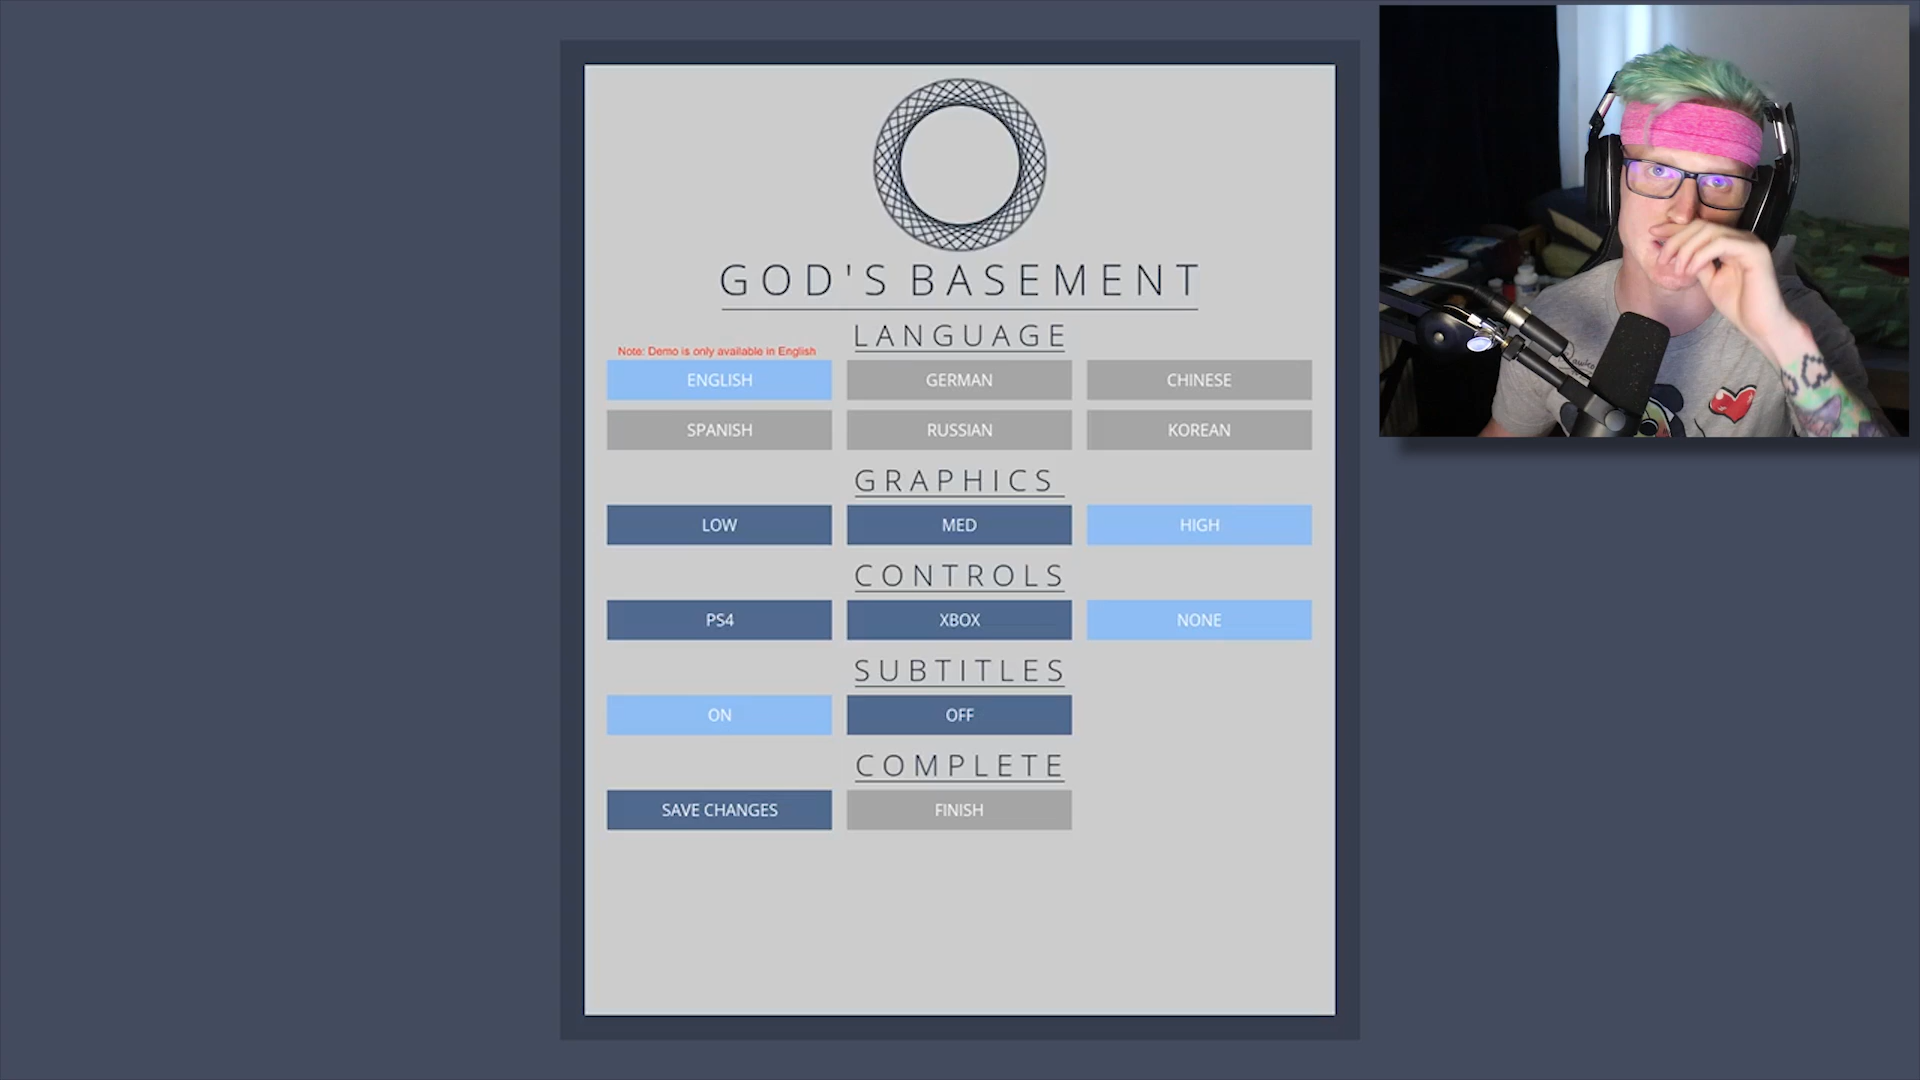 GOD'S BASEMENT
LANGUAGE
Note: Demo is only available in English
ENGLISH
GERMAN
CHINESE
SPANISH
RUSSIAN
KOREAN
GRAPHICS
LOW
MED
HIGH
CONTROLS
PS4
XBOX
NONE
SUBTITLES
ON
OFF
COMPLETE
SAVE CHANGES
FINISH